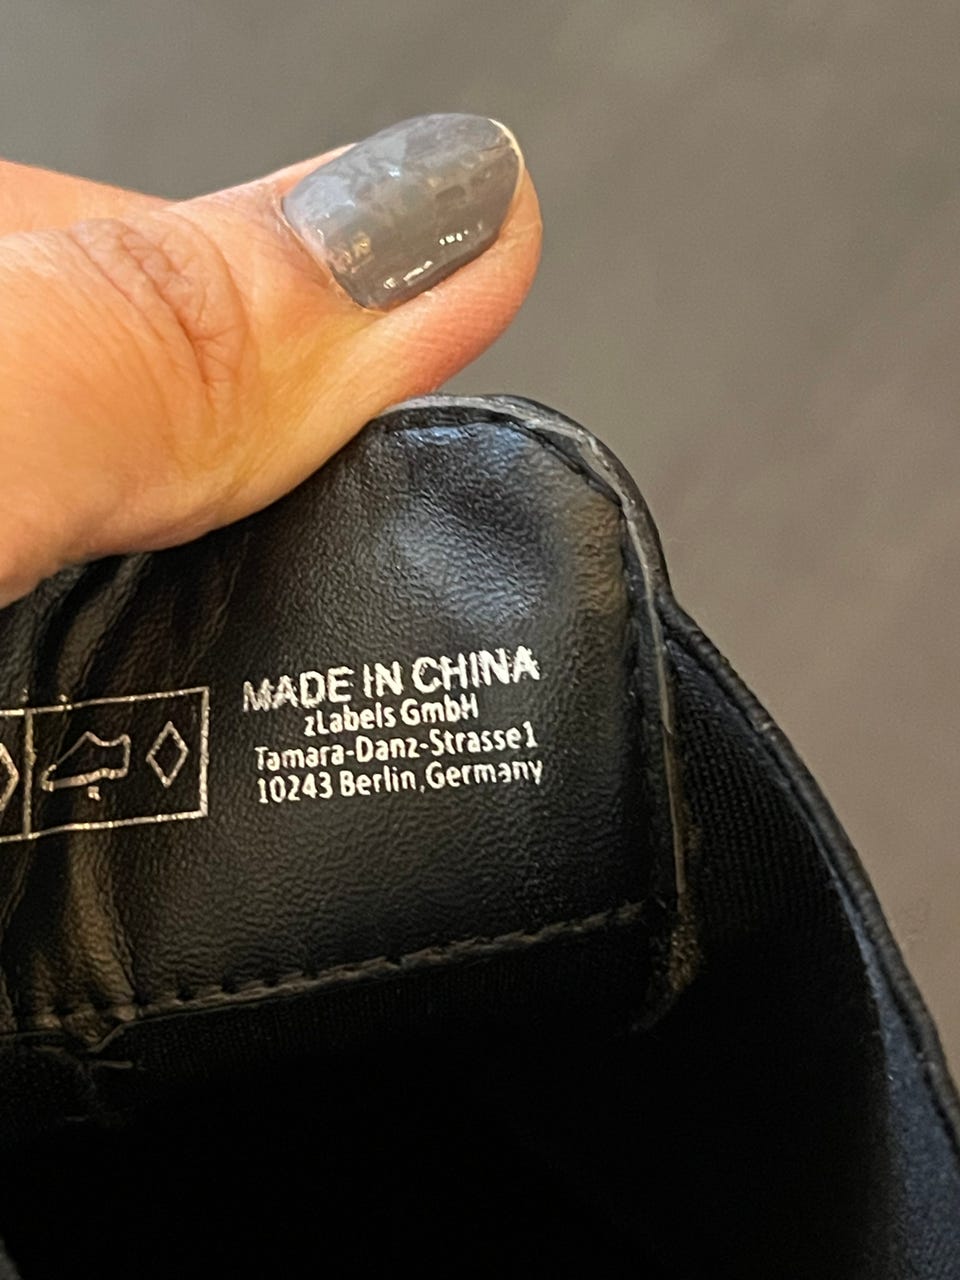 MADE IN CHINA
zLabels GmbH
Tamara-Danz-Strasse1
10243 Berlin,Germany